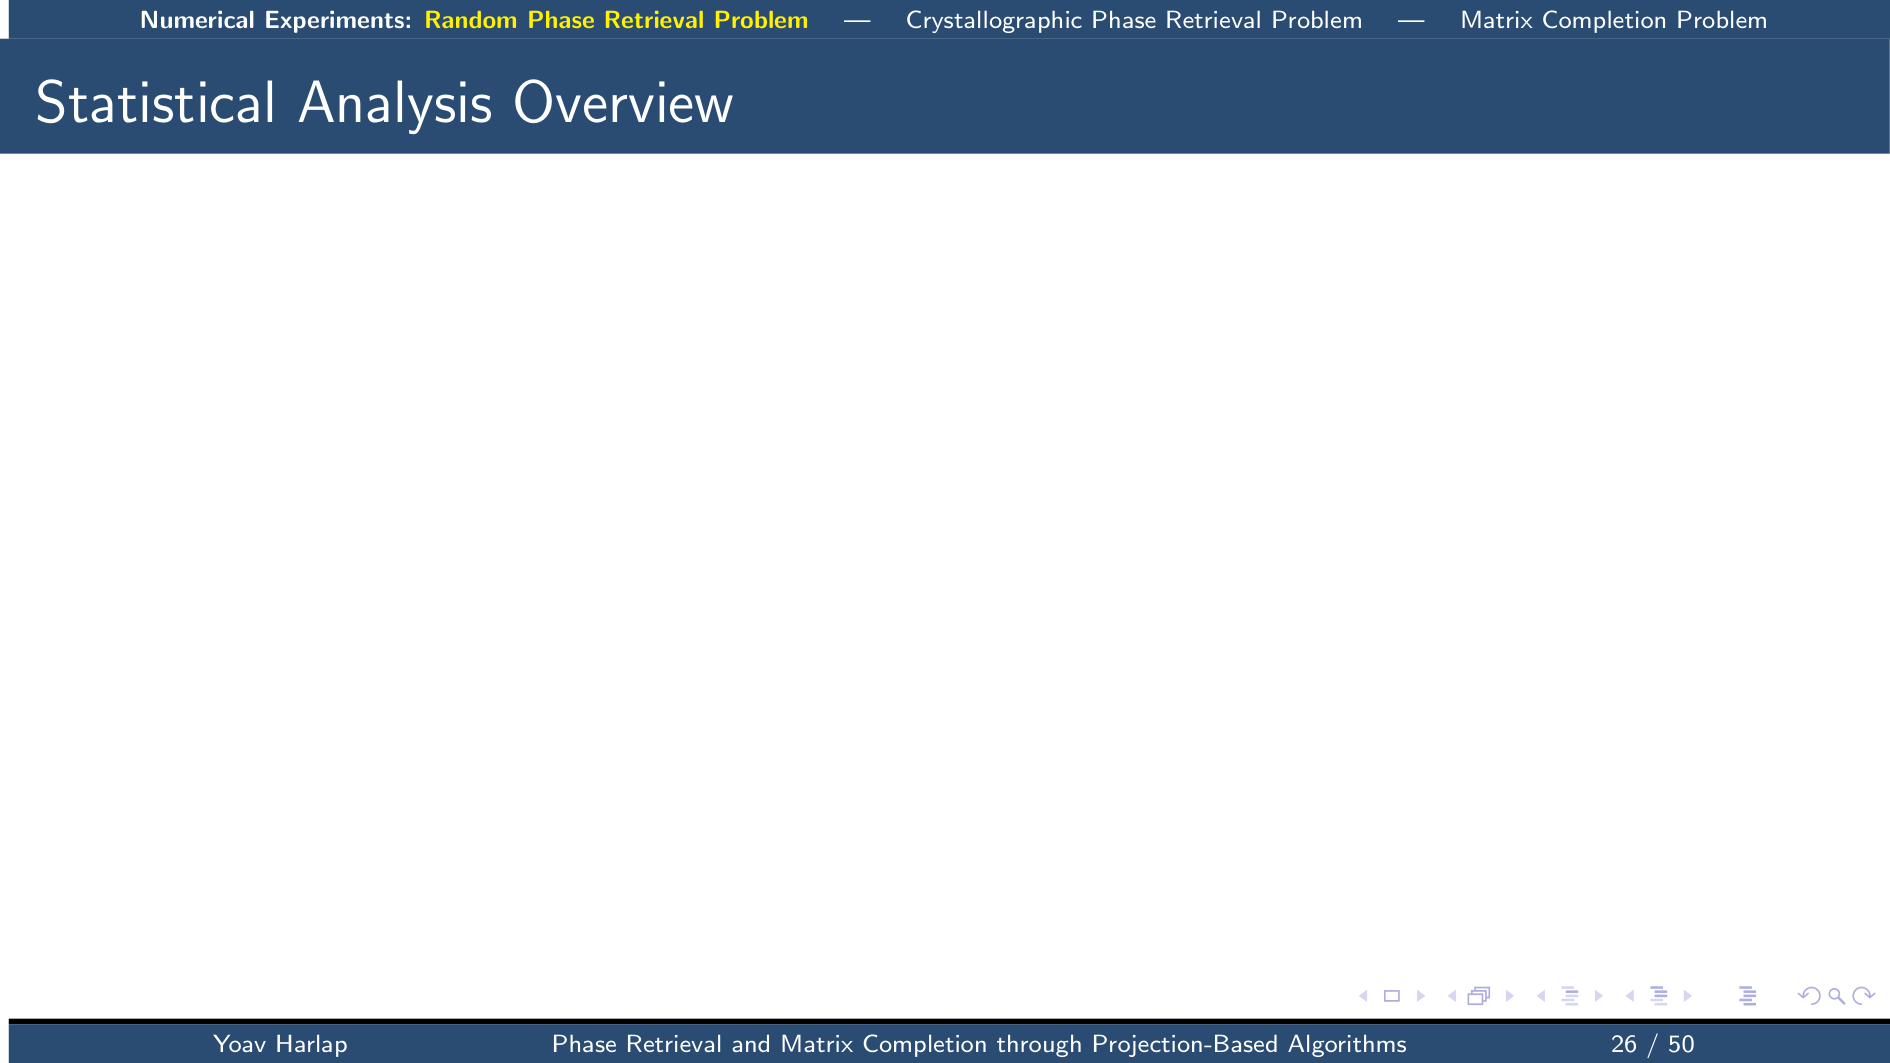 Numerical Experiments: Random Phase Retrieval Problem — Crystallographic Phase Retrieval Problem — Matrix Completion Problem
Statistical Analysis Overview
Yoav Harlap Phase Retrieval and Matrix Completion through Projection-Based Algorithms 26 / 50